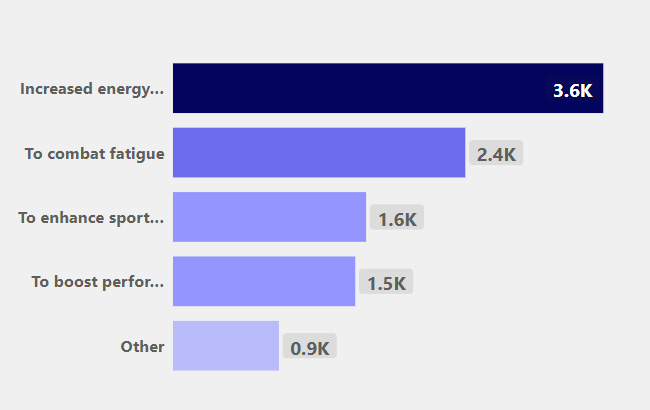 Increased energy... 3.6K
To combat fatigue 2.4K
To enhance sport... 1.6K
To boost perfor... 1.5K
Other 0.9K